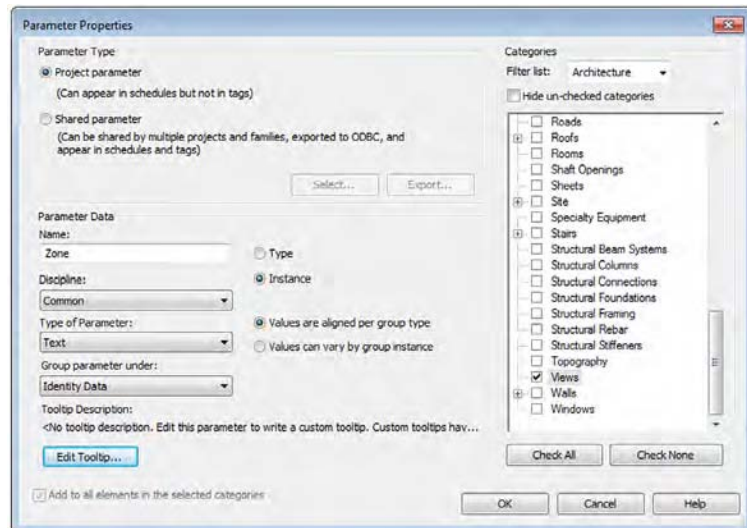 Parameter Properties
Parameter Type
Project parameter
(Can appear in schedules but not in tags)
Shared parameter
(Can be shared by multiple projects and families, exported to ODBC, and
appear in schedules and tags)
Select...
Export...
Parameter Data
Name:
Zone
Type
Discipline:
Instance
Common
Type of Parameter:
Values are aligned per group type
Text
Values can vary by group instance
Group parameter under:
Identity Data
Tooltip Description:
<No tooltip description. Edit this parameter to write a custom tooltip. Custom tooltips hav...
Edit Tooltip...
Add to all elements in the selected categories
Categories
Filter list:
Architecture
Hide un-checked categories
Roads
Roofs
Rooms
Shaft Openings
Sheets
Site
Specialty Equipment
Stairs
Structural Beam Systems
Structural Columns
Structural Connections
Structural Foundations
Structural Framing
Structural Rebar
Structural Stiffeners
Topography
Views
Walls
Windows
Check All
Check None
OK
Cancel
Help